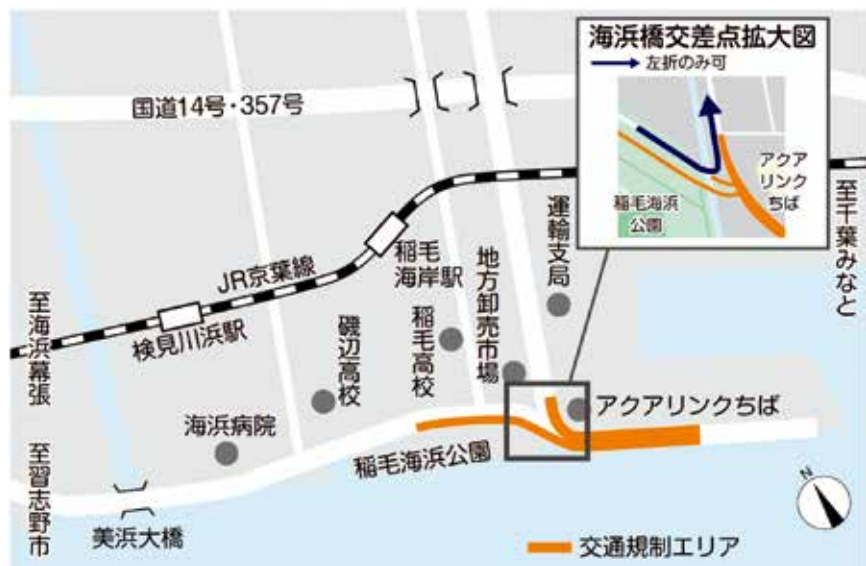 海浜橋交差点拡大図
左折のみ可
アクア
リンク
ちば
稲毛海浜
公園
国道14号・357号
至千葉みなと
運輸支局
稲毛
海岸駅
地方卸売市場
JR京葉線
稲毛高校
検見川浜駅
磯辺高校
至海浜幕張
アクアリンクちば
海浜病院
稲毛海浜公園
至習志野市
美浜大橋
N
交通規制エリア